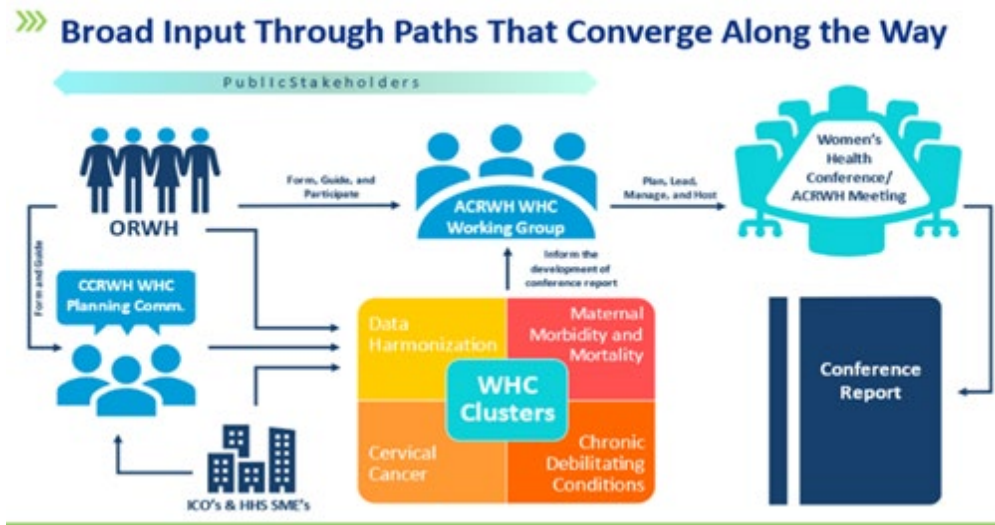 Broad Input Through Paths That Converge Along the Way
PublicStakeholders
ORWH
Form, Guide, and
Participate
ACRWH WHC
Working Group
Plan, Lead,
Manage, and Host
Women's
Health
Conference/
ACRWH Meeting
Form and Guide
CCRWH WHC
Planning Comm.
Inform the
development of
conference report
Data
Harmonization
Maternal
Morbidity and
Mortality
WHC
Clusters
Cervical
Cancer
Chronic
Debilitating
Conditions
ICO's & HHS SME's
Conference
Report